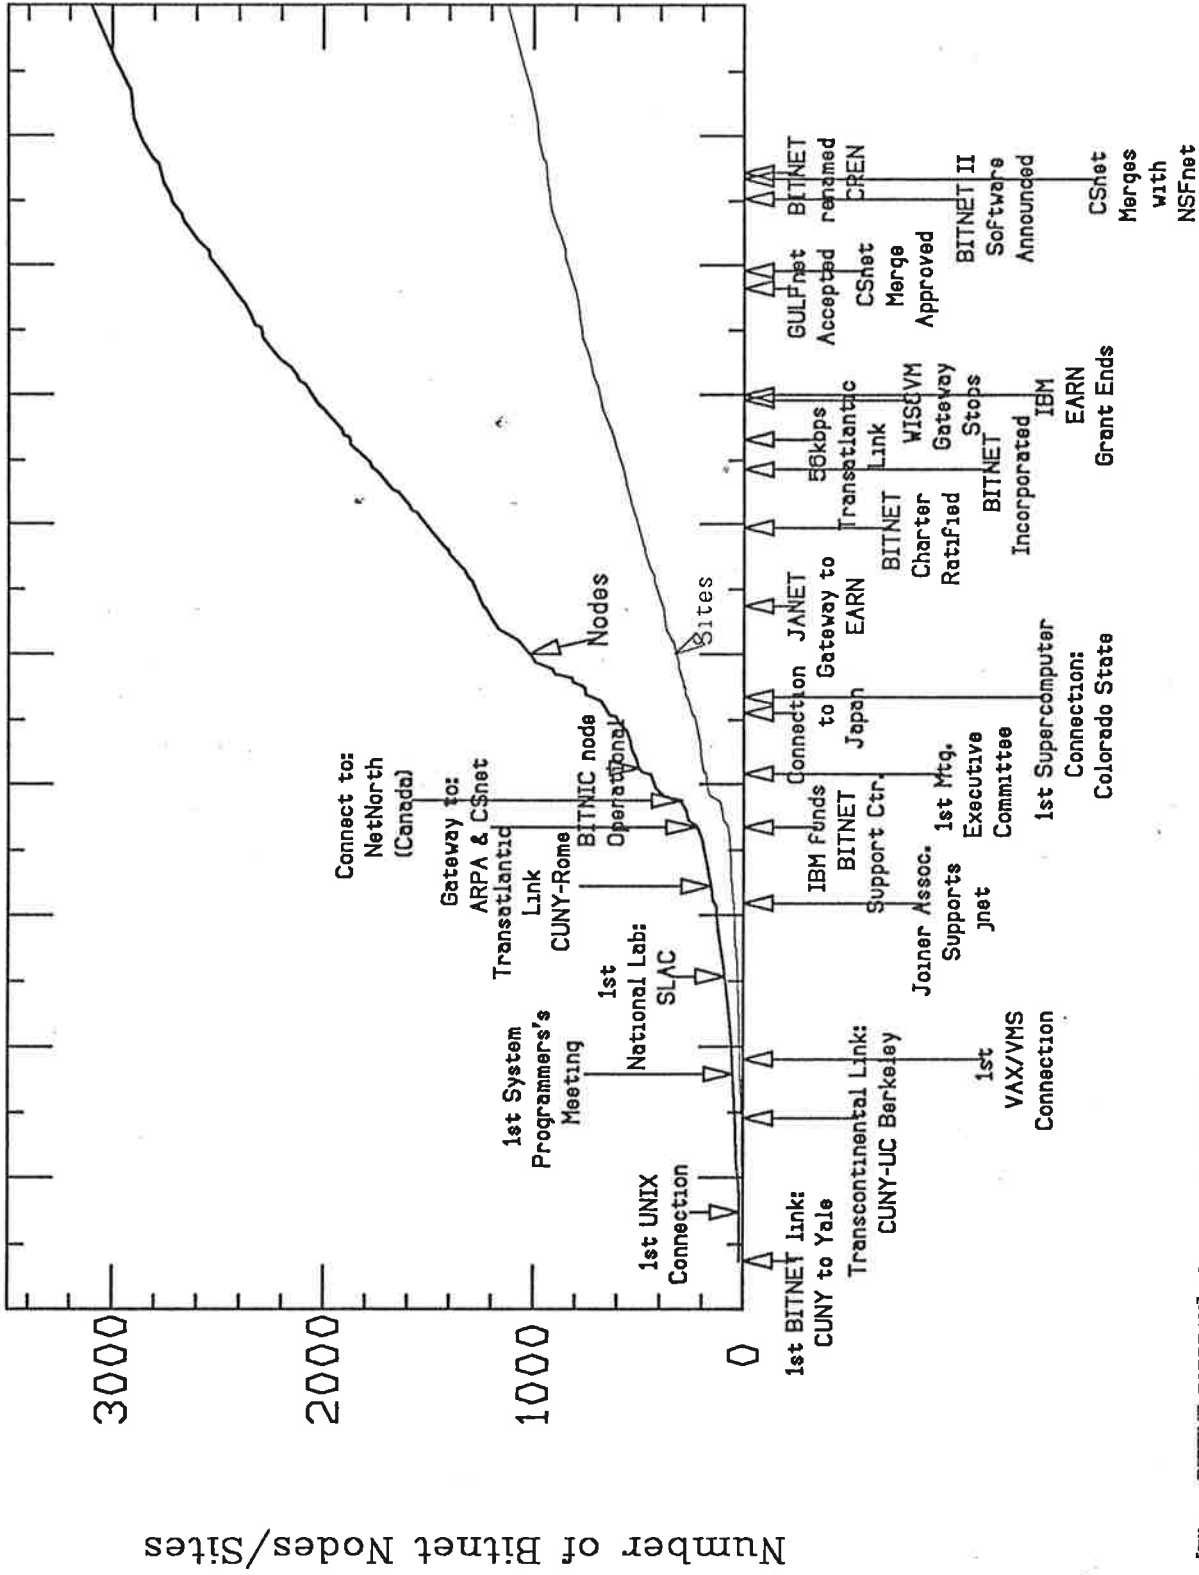 Number of Bitnet Nodes/Sites
3000
2000
1000
0
Connect to:
NetNorth
(Canada)
Gateway to:
ARPA & CSnet
Transatlantic
Link
CUNY-Rome
BITNIC node
Operational
1st
National Lab:
SLAC
1st System
Programmers's
Meeting
1st UNIX
Connection
Nodes
Sites
1st BITNET link:
CUNY to Yale
Transcontinental Link:
CUNY-UC Berkeley
1st
VAX/VMS
Connection
Joiner Assoc.
Supports
jnet
IBM Funds
BITNET
Support Ctr.
1st Mtg.
Executive
Committee
Connection
to
Japan
1st Supercomputer
Connection:
Colorado State
JANET
Gateway to
EARN
BITNET
Charter
Ratified
BITNET
Incorporated
56kbps
Transatlantic
Link
WISCVM
Gateway
Stops
IBM
EARN
Grant Ends
GULFnet
Accepted
CSnet
Merge
Approved
BITNET II
Software
Announced
BITNET
renamed
CREN
CSnet
Merges
with
NSFnet